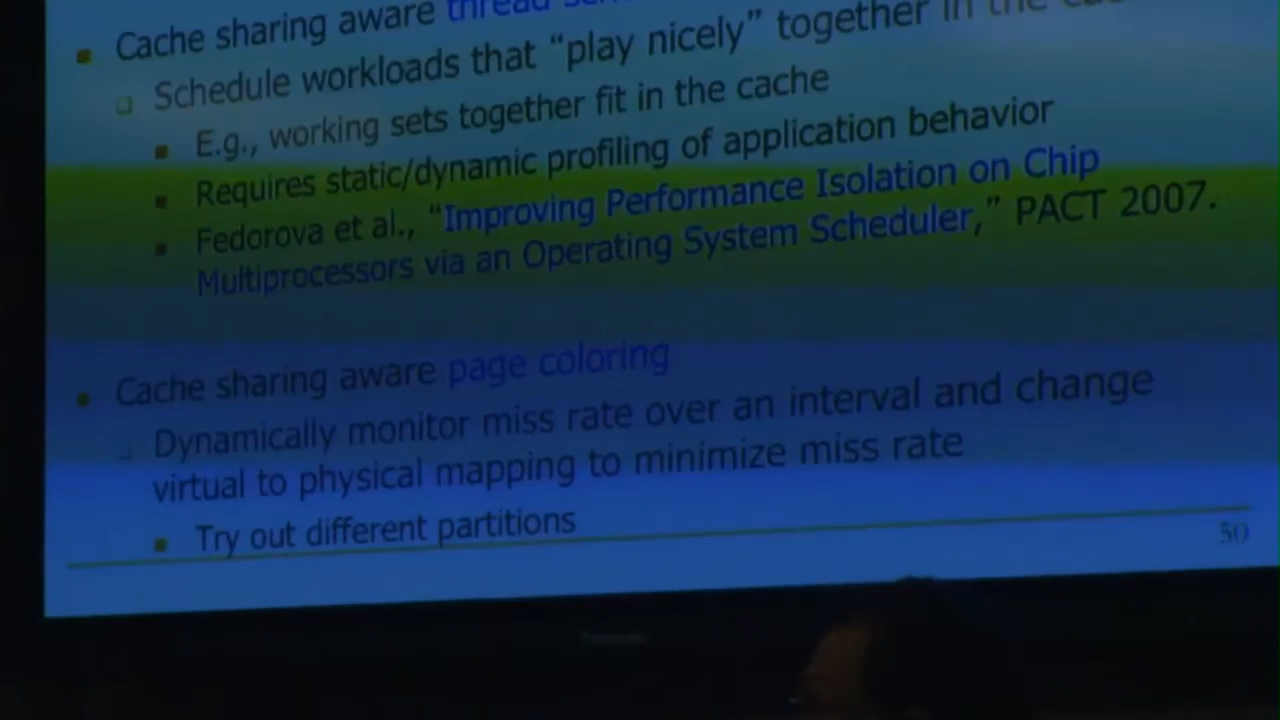 Cache sharing aware thread
Schedule workloads that “play nicely” together in the
E.g., working sets together fit in the cache
Requires static/dynamic profiling of application behavior
Fedorova et al., “Improving Performance Isolation on Chip
Multiprocessors via an Operating System Scheduler,” PACT 2007.
Cache sharing aware page coloring
Dynamically monitor miss rate over an interval and change
virtual to physical mapping to minimize miss rate
Try out different partitions
50
Panasonic